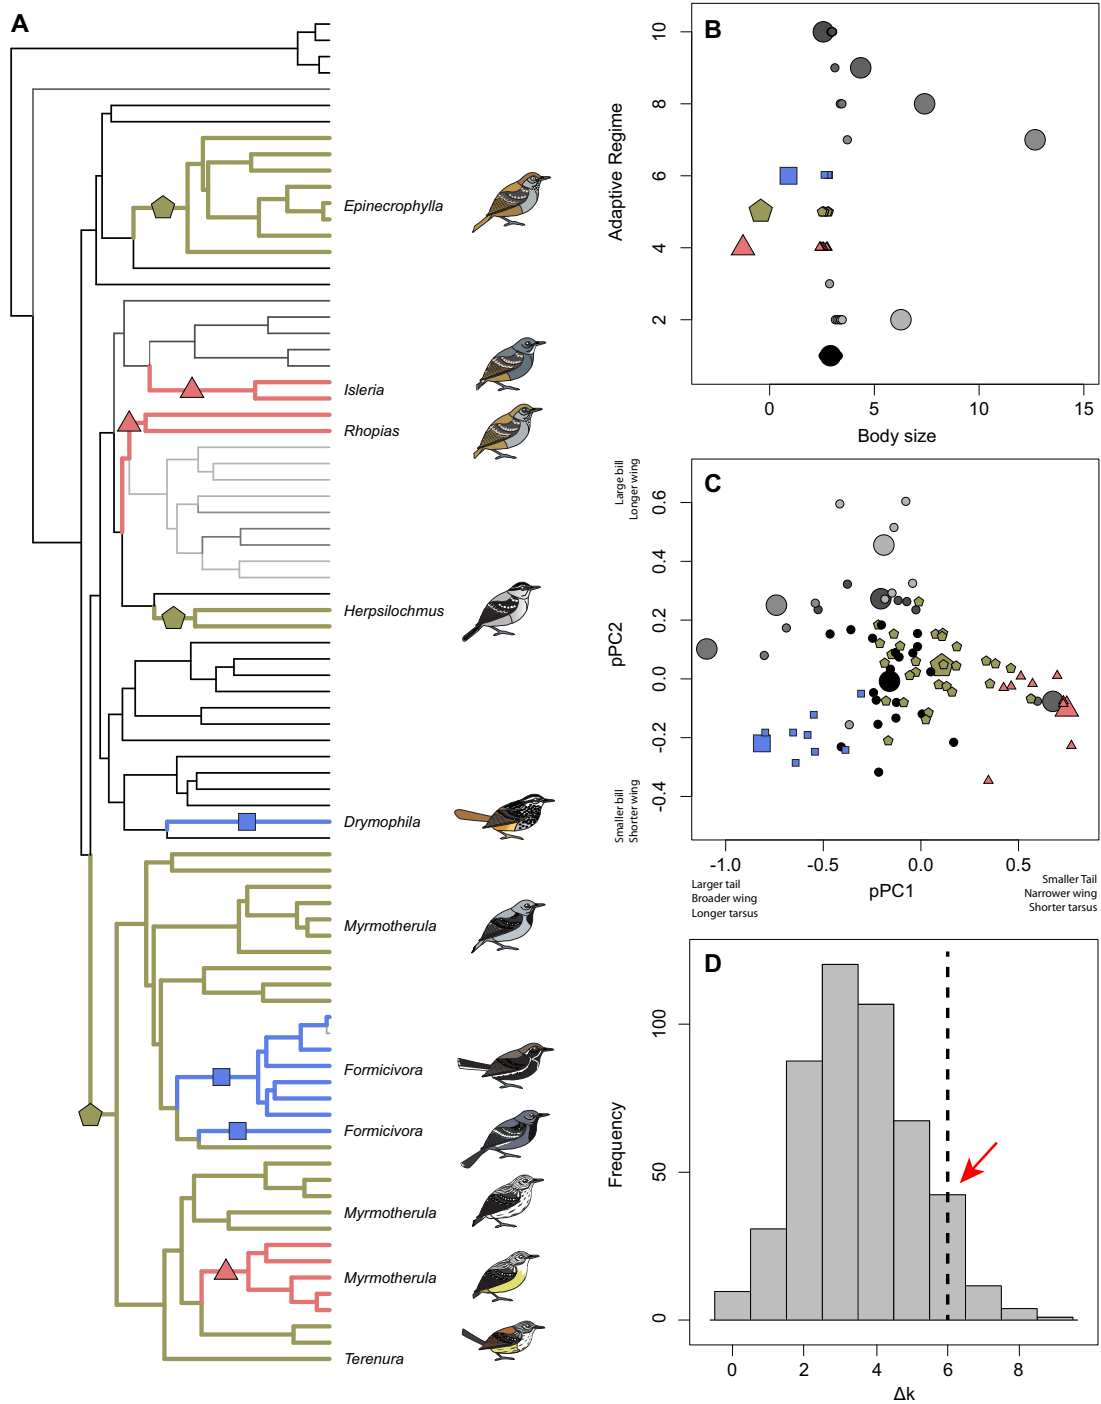 A
Epinecrophylla
Isleria
Rhopias
Herpsilochmus
Drymophila
Myrmotherula
Formicivora
Formicivora
Myrmotherula
Myrmotherula
Terenura
B
Adaptive Regime
10
8
6
4
2
0 5 10 15
Body size
C
Large bill
Longer wing
pPC2
0.6
0.4
0.2
0.0
-0.2
-0.4
Smaller bill
Shorter wing
-1.0 -0.5 0.0 0.5
pPC1
Larger tail
Broader wing
Longer tarsus
Smaller Tail
Narrower wing
Shorter tarsus
D
Frequency
100
50
0
0 2 4 6 8
Δk